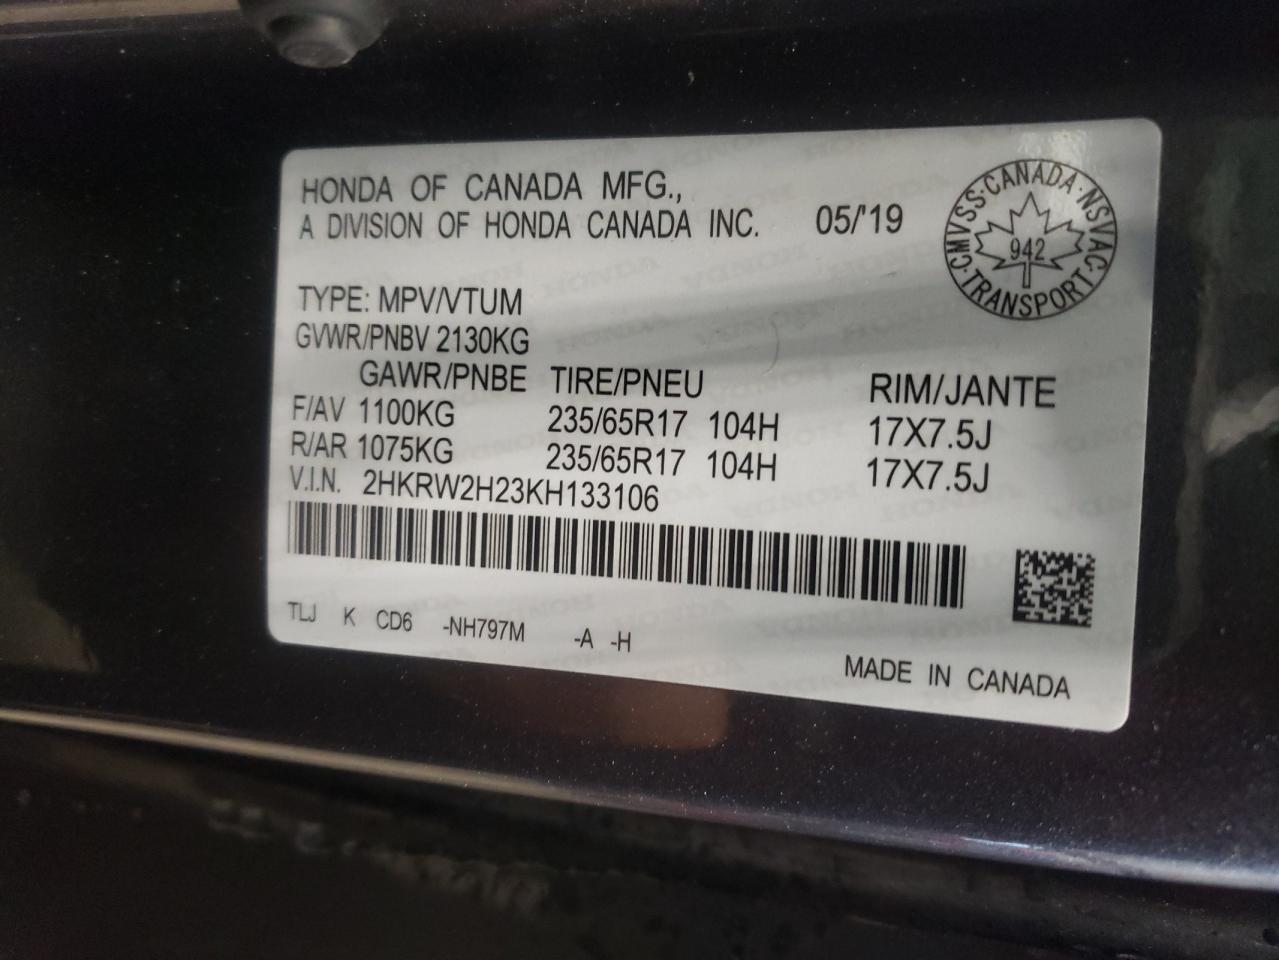 HONDA OF CANADA MFG.,
A DIVISION OF HONDA CANADA INC. 05/'19
CMVSS·CANADA·NSVAC·TRANSPORT·
942
TYPE: MPV/VTUM
GVWR/PNBV 2130KG
GAWR/PNBE TIRE/PNEU RIM/JANTE
F/AV 1100KG 235/65R17 104H 17X7.5J
R/AR 1075KG 235/65R17 104H 17X7.5J
V.I.N. 2HKRW2H23KH133106
TLJ K CD6 -NH797M -A -H
MADE IN CANADA